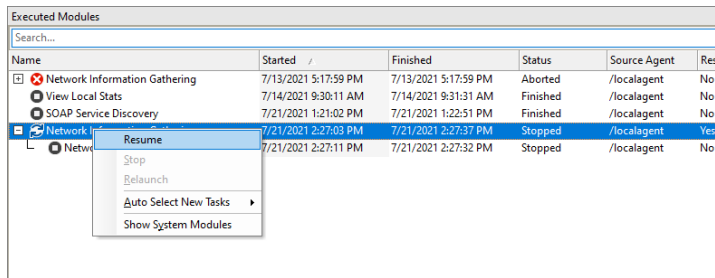 Executed Modules
Search...
Name Started Finished Status Source Agent
Network Information Gathering 7/13/2021 5:17:59 PM 7/13/2021 5:17:59 PM Aborted /localagent No
View Local Stats 7/14/2021 9:30:11 AM 7/14/2021 9:31:31 AM Finished /localagent No
SOAP Service Discovery 7/21/2021 1:21:02 PM 7/21/2021 1:22:51 PM Finished /localagent No
Network 7/21/2021 2:27:03 PM 7/21/2021 2:27:37 PM Stopped /localagent Yes
7/21/2021 2:27:11 PM 7/21/2021 2:27:32 PM Stopped /localagent No
Resume
Stop
Relaunch
Auto Select New Tasks
Show System Modules